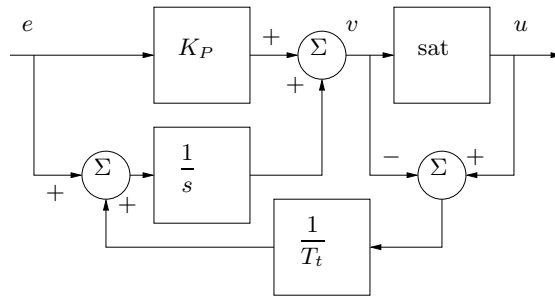 e
K_P
+
Σ
v
sat
u
+
Σ
1/s
−
Σ
+
+
+
1/T_t